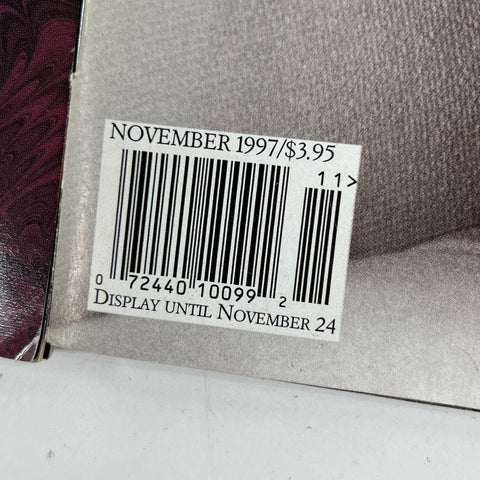 NOVEMBER 1997/$3.95
11>
0 72440 10099 2
DISPLAY UNTIL NOVEMBER 24